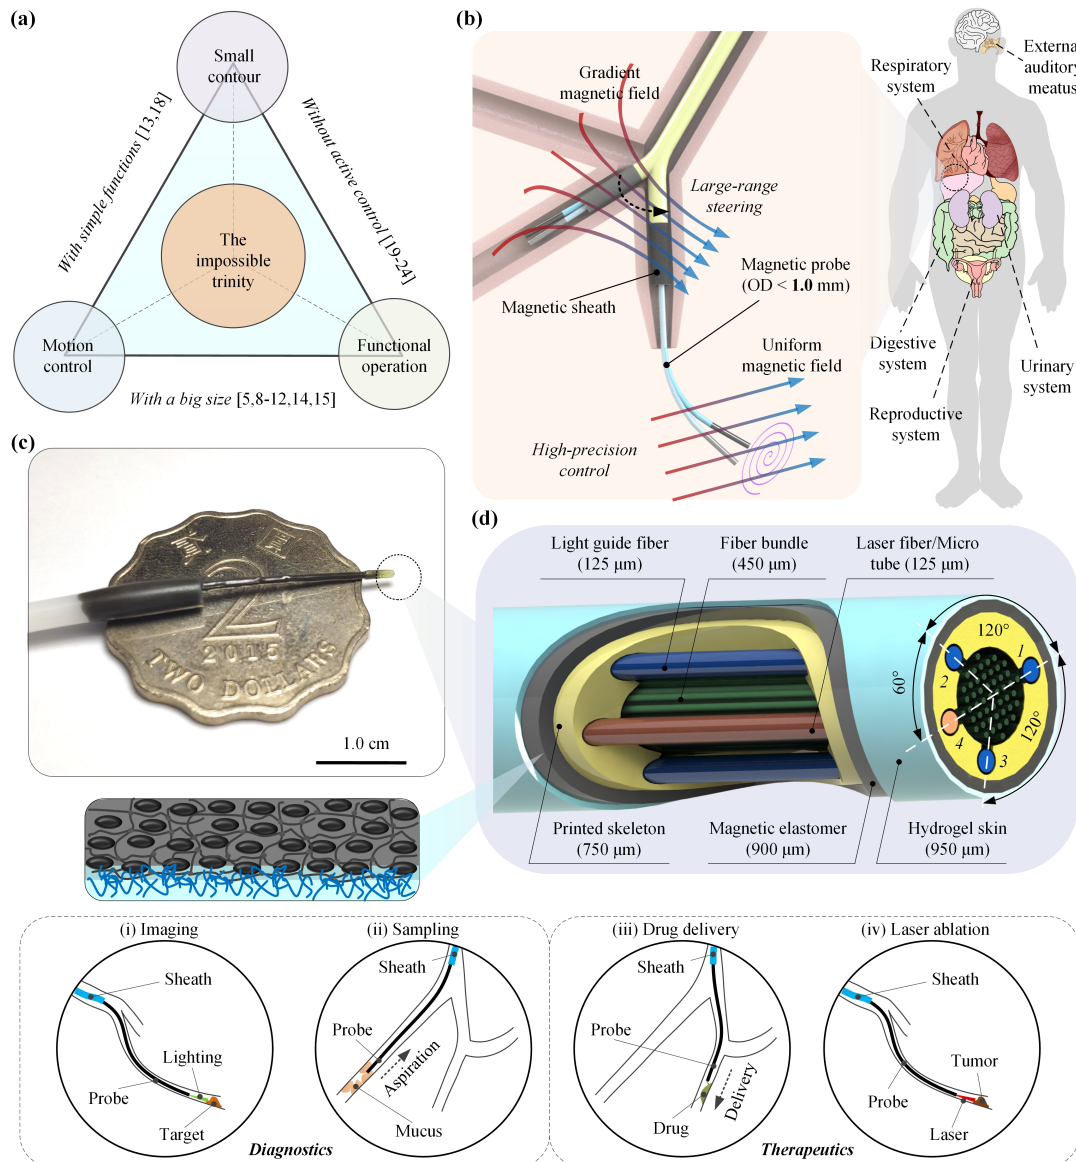 (a)
Small
contour
With simple functions [13,18]
Without active control [19-24]
The
impossible
trinity
Motion
control
Functional
operation
With a big size [5,8-12,14,15]
(b)
Gradient
magnetic field
Large-range
steering
Magnetic sheath
Magnetic probe
(OD < 1.0 mm)
Uniform
magnetic field
High-precision
control
Respiratory
system
External
auditory
meatus
Digestive
system
Urinary
system
Reproductive
system
(c)
2
2015
TWO DOLLARS
1.0 cm
(d)
Light guide fiber
(125 μm)
Fiber bundle
(450 μm)
Laser fiber/Micro
tube (125 μm)
120°
1
2
60°
120°
4
3
Printed skeleton
(750 μm)
Magnetic elastomer
(900 μm)
Hydrogel skin
(950 μm)
(i) Imaging
Sheath
Lighting
Probe
Target
(ii) Sampling
Sheath
Probe
Aspiration
Mucus
Diagnostics
(iii) Drug delivery
Sheath
Probe
Delivery
Drug
(iv) Laser ablation
Sheath
Tumor
Probe
Laser
Therapeutics